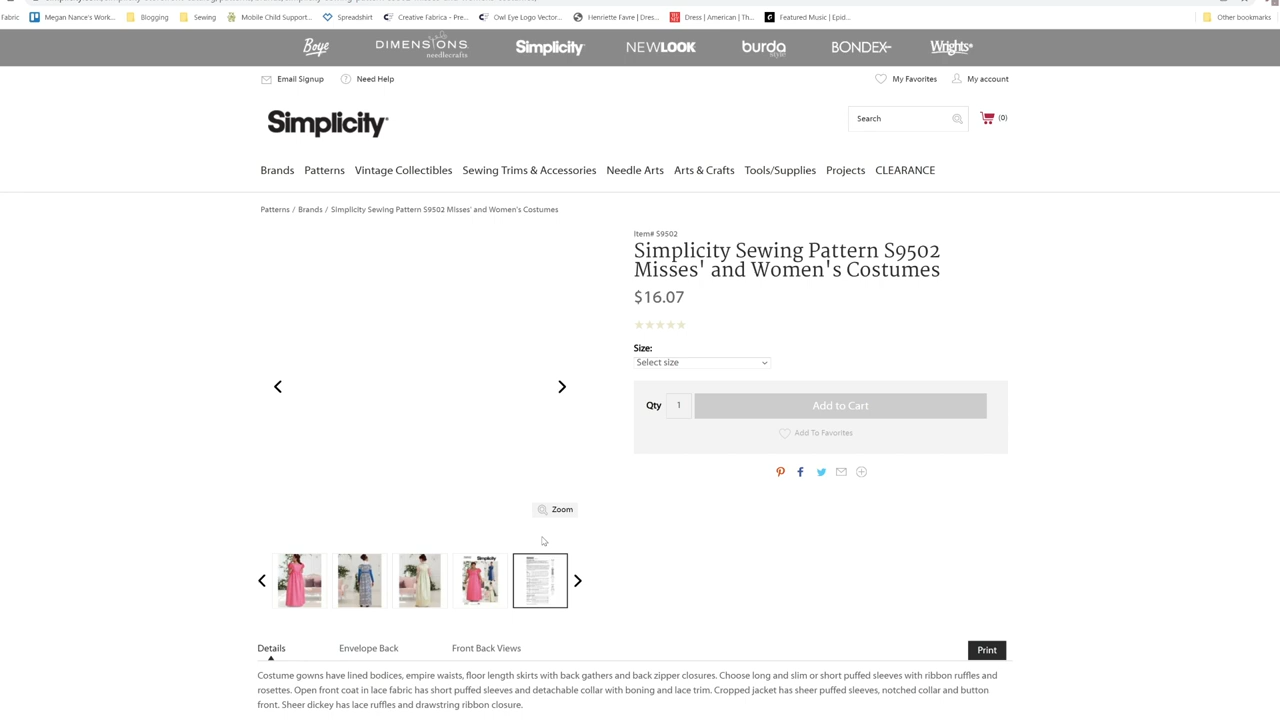 Fabric
Megan Nance's Work...
Blogging
Sewing
Mobile Child Support...
Spreadshirt
Creative Fabrica - Pre...
Owl Eye Logo Vector...
Henriette Favre | Dres...
Dress | American | Th...
Featured Music | Epid...
Other bookmarks
Boye
DIMENSIONS
needlecrafts
Simplicity
NEWLOOK
burda
style
BONDEX
Wrights
Email Signup
Need Help
My Favorites
My account
Simplicity
Search
(0)
Brands
Patterns
Vintage Collectibles
Sewing Trims & Accessories
Needle Arts
Arts & Crafts
Tools/Supplies
Projects
CLEARANCE
Patterns / Brands / Simplicity Sewing Pattern S9502 Misses' and Women's Costumes
Item# S9502
Simplicity Sewing Pattern S9502
Misses' and Women's Costumes
$16.07
Size:
Select size
Qty
1
Add to Cart
Add To Favorites
Zoom
Simplicity
Details
Envelope Back
Front Back Views
Print
Costume gowns have lined bodices, empire waists, floor length skirts with back gathers and back zipper closures. Choose long and slim or short puffed sleeves with ribbon ruffles and
rosettes. Open front coat in lace fabric has short puffed sleeves and detachable collar with boning and lace trim. Cropped jacket has sheer puffed sleeves, notched collar and button
front. Sheer dickey has lace ruffles and drawstring ribbon closure.